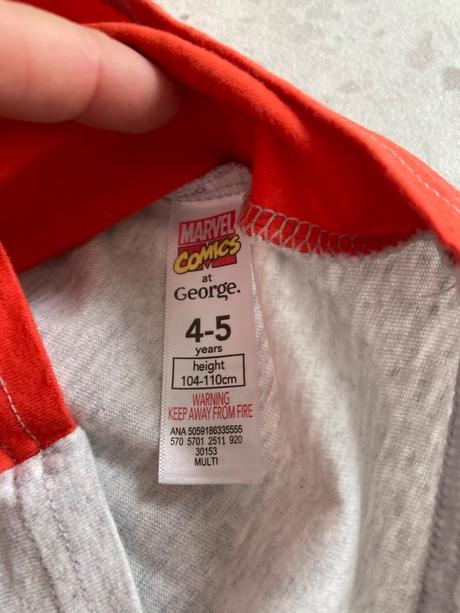 MARVEL
COMICS
at
George.
4-5
years
height
104-110cm
WARNING
KEEP AWAY FROM FIRE
ANA 5059186335555
570 5701 2511 920
30153
MULTI